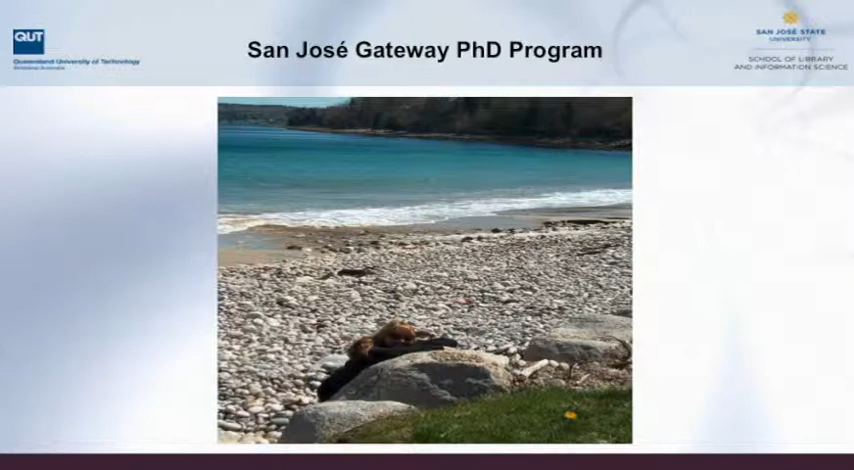 QUT
Queensland University of Technology
San José Gateway PhD Program
SAN JOSÉ STATE
UNIVERSITY
SCHOOL OF LIBRARY
AND INFORMATION SCIENCE